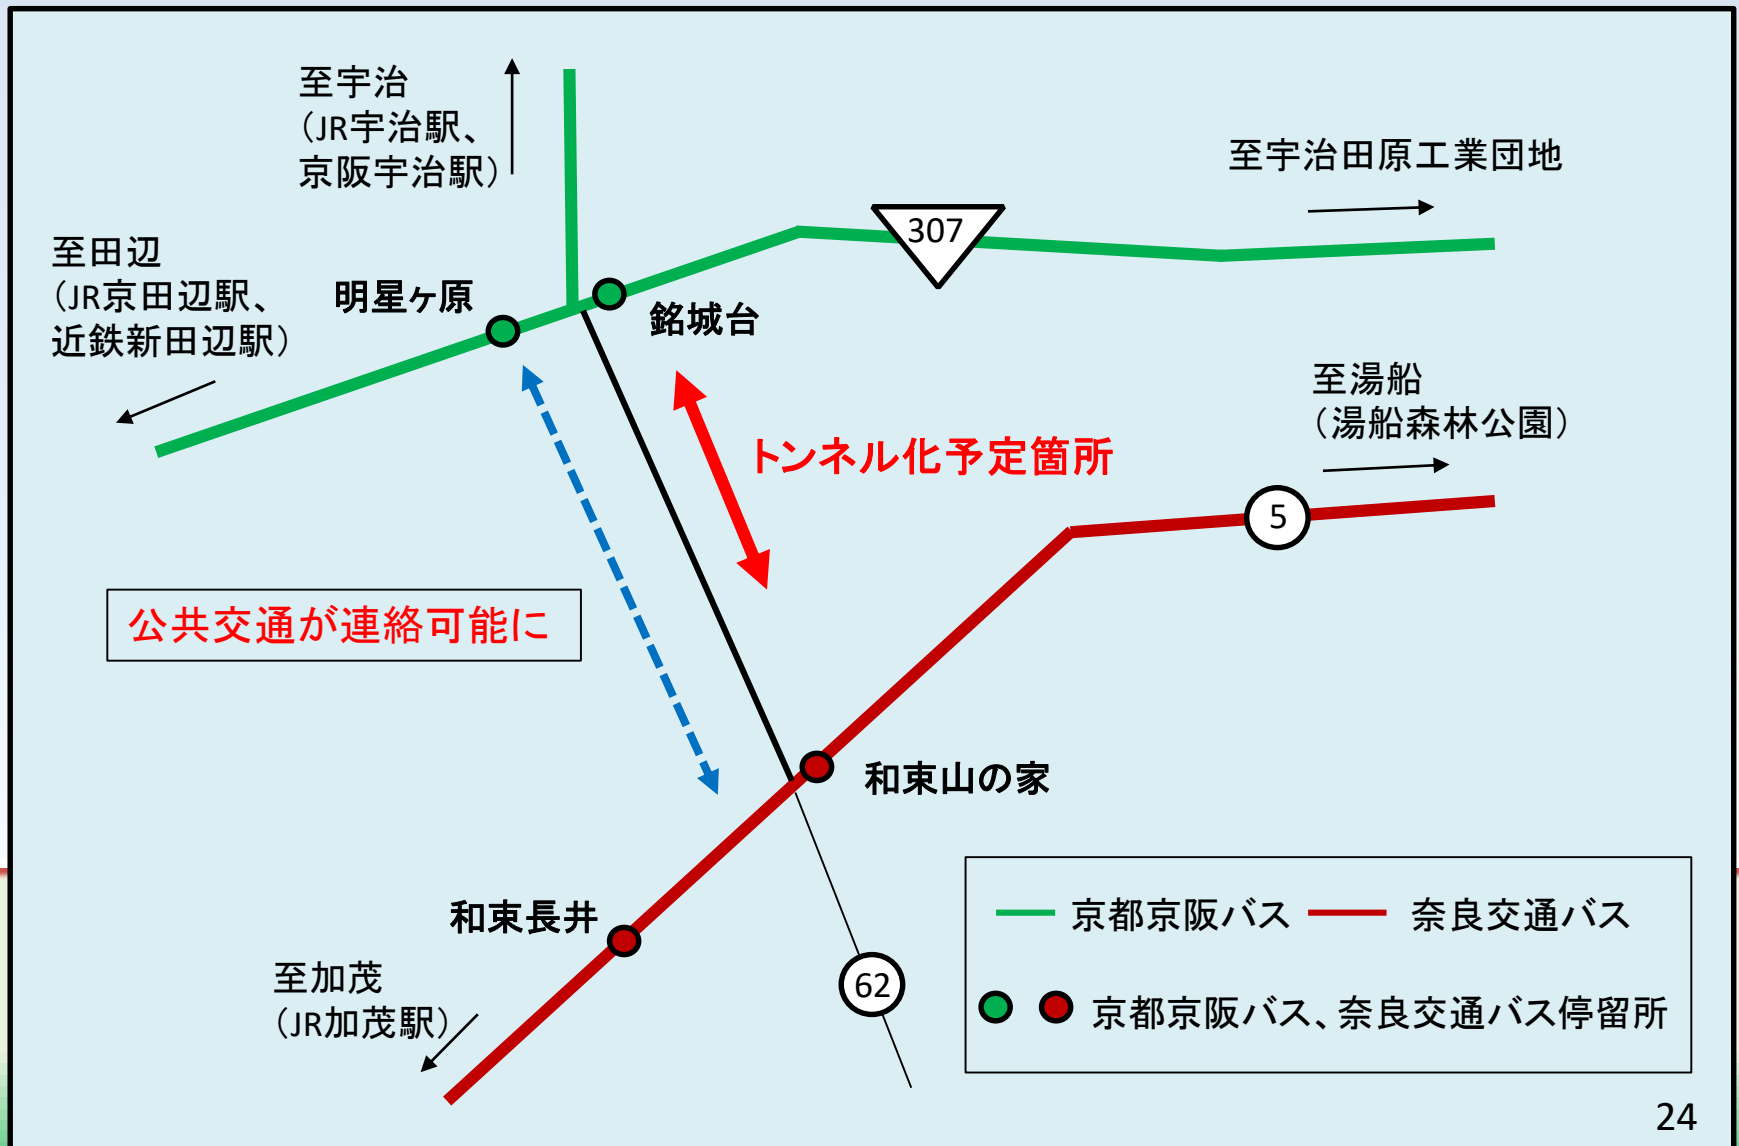 至宇治
（JR宇治駅、
京阪宇治駅）
至宇治田原工業団地
307
至田辺
（JR京田辺駅、
近鉄新田辺駅）
明星ヶ原
銘城台
至湯船
（湯船森林公園）
トンネル化予定箇所
5
公共交通が連絡可能に
和束山の家
和束長井
至加茂
（JR加茂駅）
62
京都京阪バス 奈良交通バス
京都京阪バス、奈良交通バス停留所
24